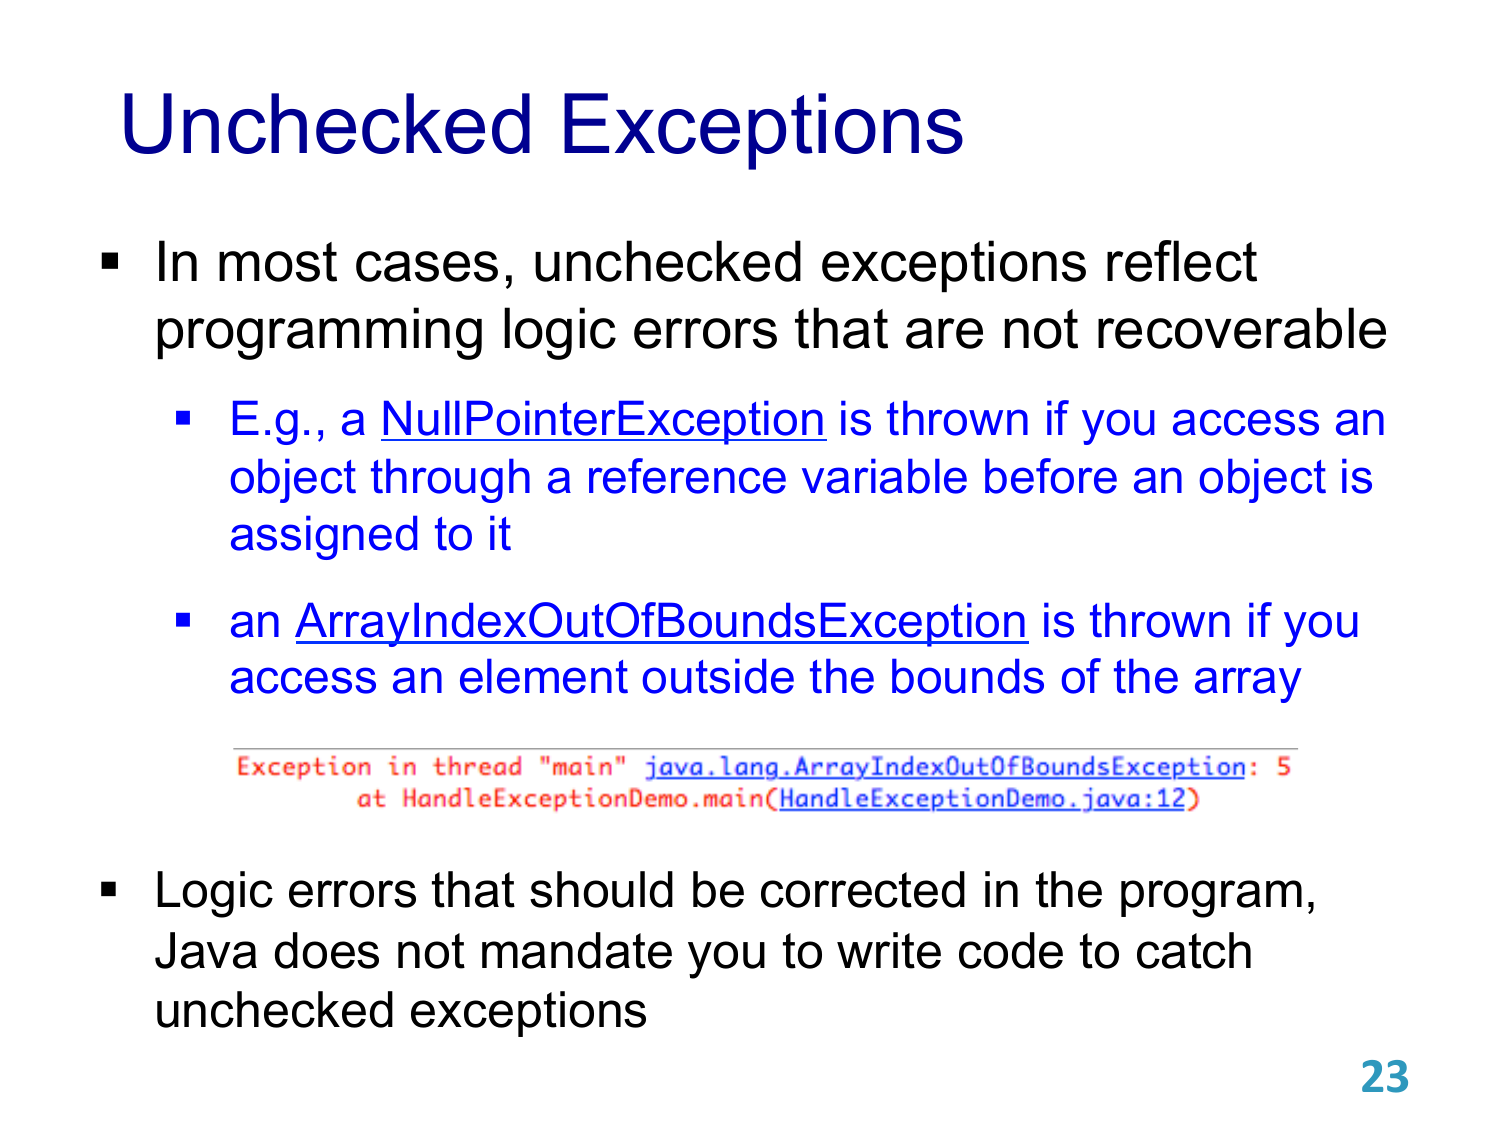 Unchecked Exceptions
▪ In most cases, unchecked exceptions reflect
programming logic errors that are not recoverable
▪ E.g., a NullPointerException is thrown if you access an
object through a reference variable before an object is
assigned to it
▪ an ArrayIndexOutOfBoundsException is thrown if you
access an element outside the bounds of the array
Exception in thread "main" java.lang.ArrayIndexOutOfBoundsException: 5
at HandleExceptionDemo.main(HandleExceptionDemo.java:12)
▪ Logic errors that should be corrected in the program,
Java does not mandate you to write code to catch
unchecked exceptions
23